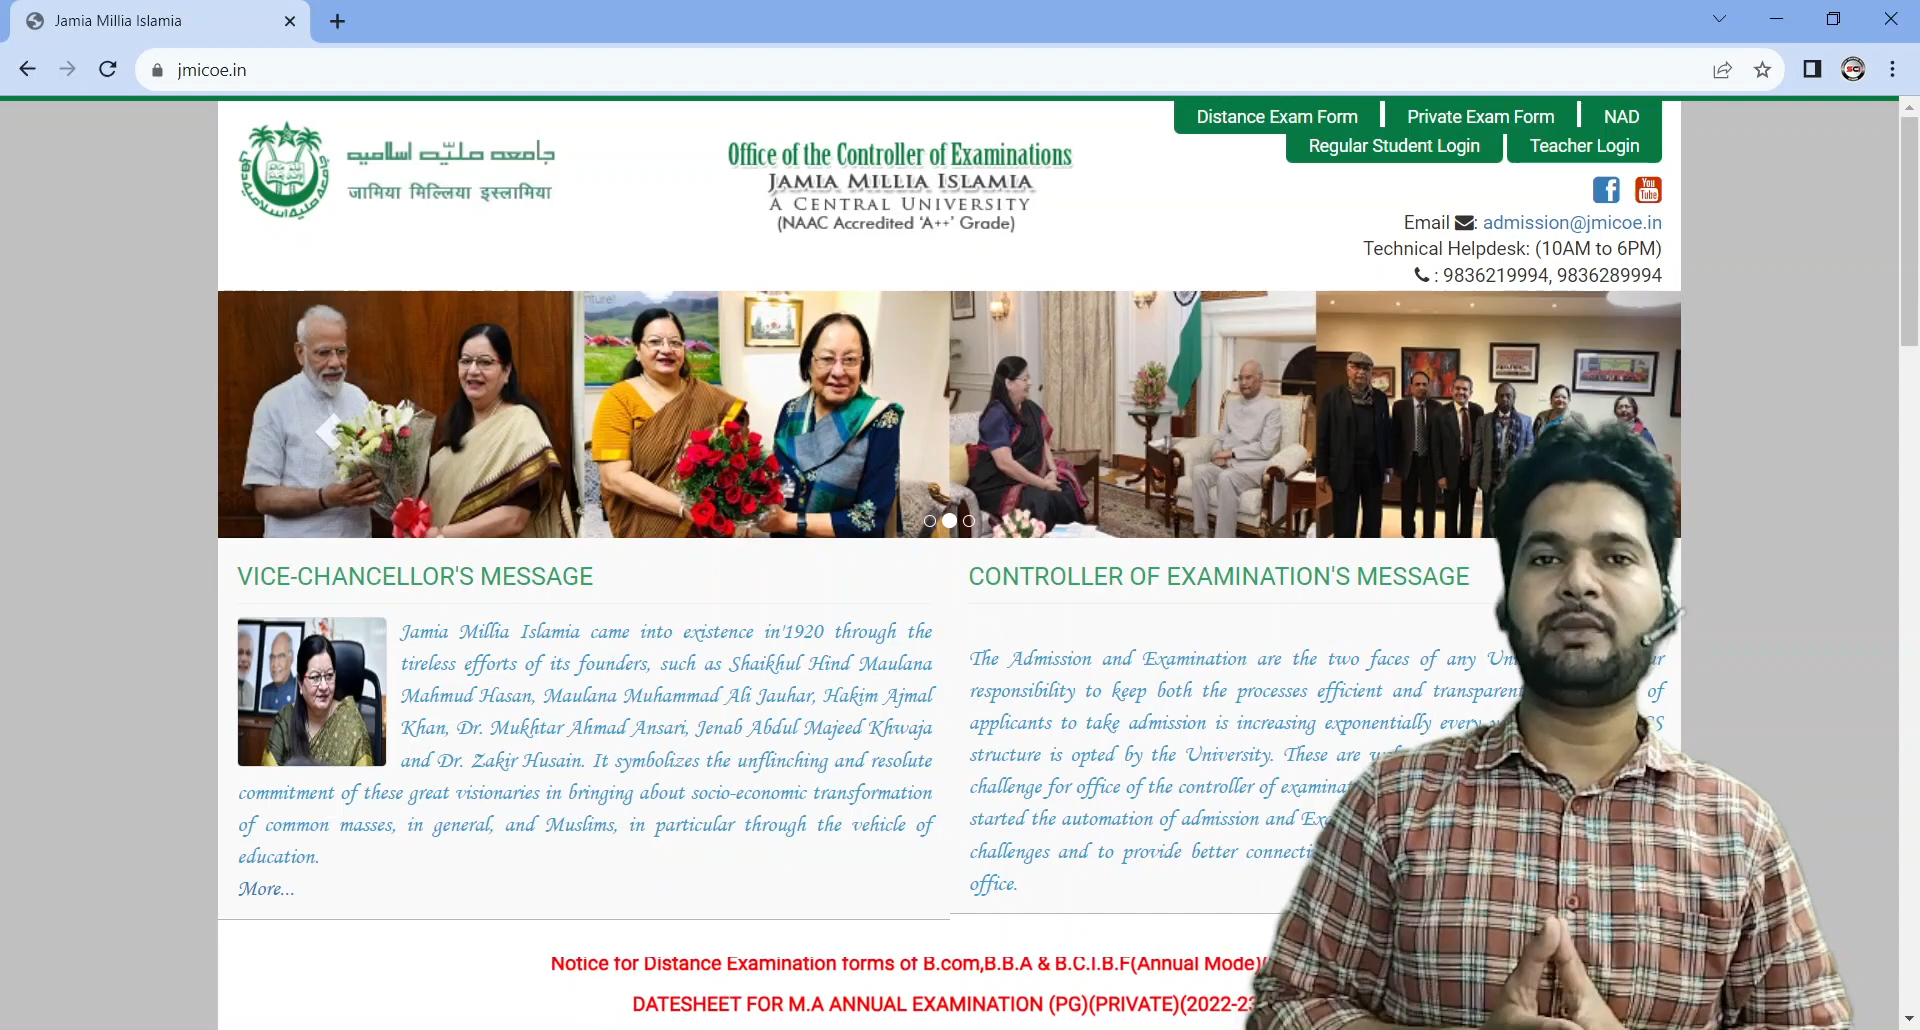 Jamia Millia Islamia
jmicoe.in
Distance Exam Form
Private Exam Form
NAD
Regular Student Login
Teacher Login
جامعه ملیّہ اسلامیہ
जामिया मिल्लिया इस्लामिया
Office of the Controller of Examinations
JAMIA MILLIA ISLAMIA
A CENTRAL UNIVERSITY
(NAAC Accredited 'A++' Grade)
You
Tube
Email : admission@jmicoe.in
Technical Helpdesk: (10AM to 6PM)
: 9836219994, 9836289994
VICE-CHANCELLOR'S MESSAGE
Jamia Millia Islamia came into existence in'1920 through the
tireless efforts of its founders, such as Shaikhul Hind Maulana
Mahmud Hasan, Maulana Muhammad Ali Jauhar, Hakim Ajmal
Khan, Dr. Mukhtar Ahmad Ansari, Jenab Abdul Majeed Khwaja
and Dr. Zakir Husain. It symbolizes the unflinching and resolute
commitment of these great visionaries in bringing about socio-economic transformation
of common masses, in general, and Muslims, in particular through the vehicle of
education.
More...
CONTROLLER OF EXAMINATION'S MESSAGE
The Admission and Examination are the two faces of any
responsibility to keep both the processes efficient and transparent of
applicants to take admission is increasing exponentially every
structure is opted by the University. These are
challenge for office of the controller of
started the automation of admission and
challenges and to provide better
office.
Notice for Distance Examination forms of B.com,B.B.A & B.C.I.B.F(Annual Mode)
DATESHEET FOR M.A ANNUAL EXAMINATION (PG)(PRIVATE)(2022-23